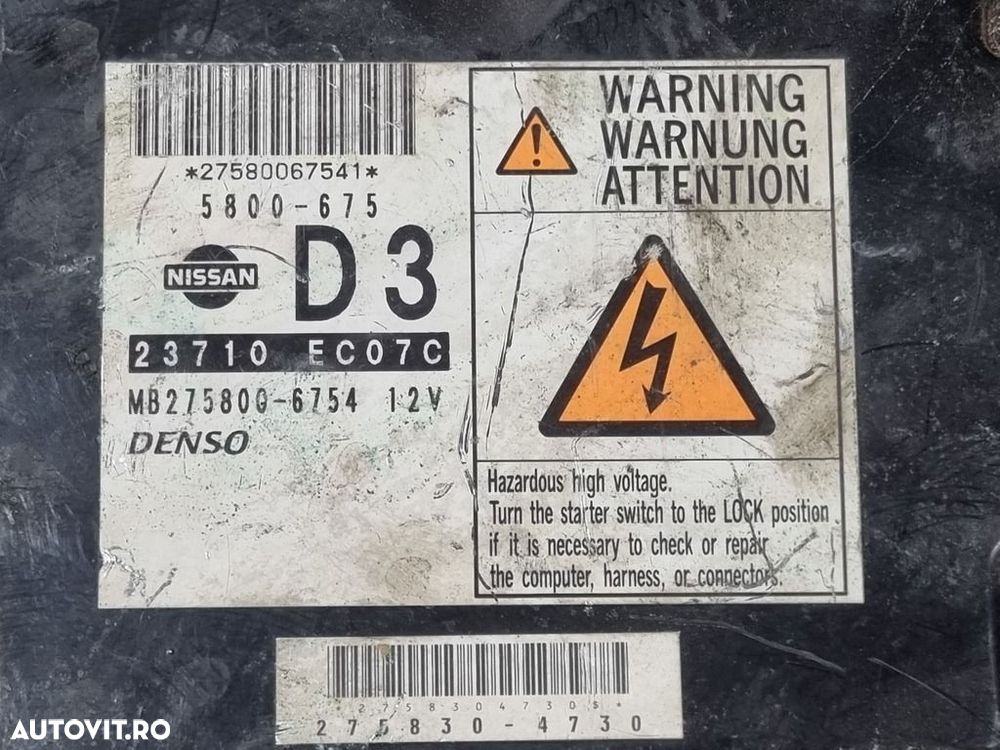 *27580067541*
5800-675
NISSAN
D3
23710 EC07C
MB275800-6754 12V
DENSO
WARNING
WARNUNG
ATTENTION
Hazardous high voltage.
Turn the starter switch to the LOCK position
if it is necessary to check or repair
the computer, harness, or connectors.
2758304730$*
275830-4730
AUTOVIT.RO